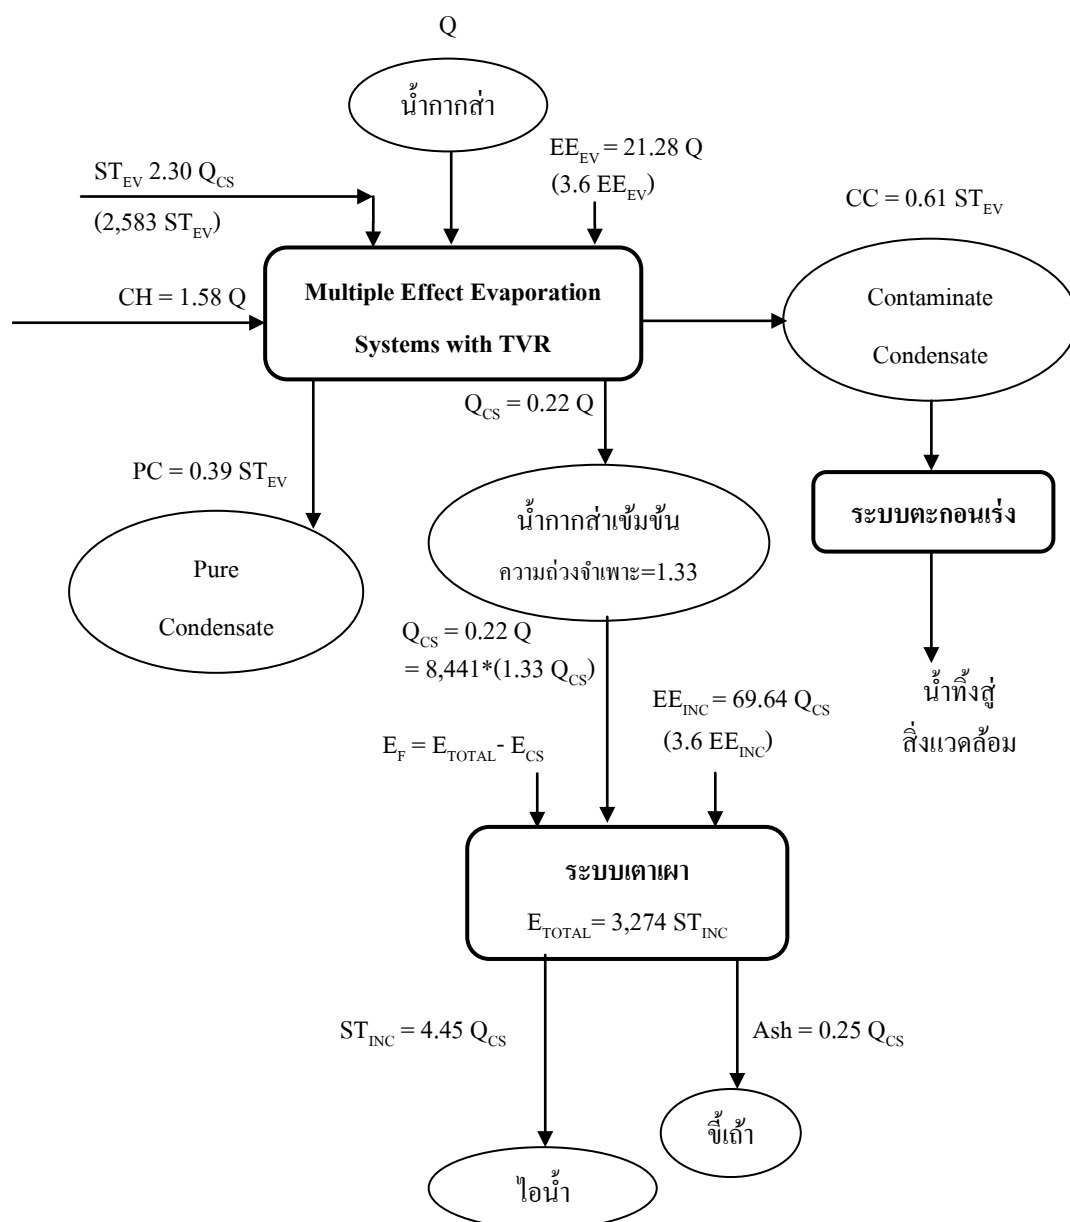 Q
น้ำกากส่า
ST_EV 2.30 Q_CS
(2,583 ST_EV)
EE_EV = 21.28 Q
(3.6 EE_EV)
CC = 0.61 ST_EV
CH = 1.58 Q
Multiple Effect Evaporation
Systems with TVR
Contaminate
Condensate
Q_CS = 0.22 Q
PC = 0.39 ST_EV
Pure
Condensate
น้ำกากส่าเข้มข้น
ความถ่วงจำเพาะ=1.33
ระบบตะกอนเร่ง
Q_CS = 0.22 Q
= 8,441*(1.33 Q_CS)
น้ำทิ้งสู่
สิ่งแวดล้อม
EE_INC = 69.64 Q_CS
(3.6 EE_INC)
E_F = E_TOTAL - E_CS
ระบบเตาเผา
E_TOTAL = 3,274 ST_INC
ST_INC = 4.45 Q_CS
Ash = 0.25 Q_CS
ขี้เถ้า
ไอน้ำ